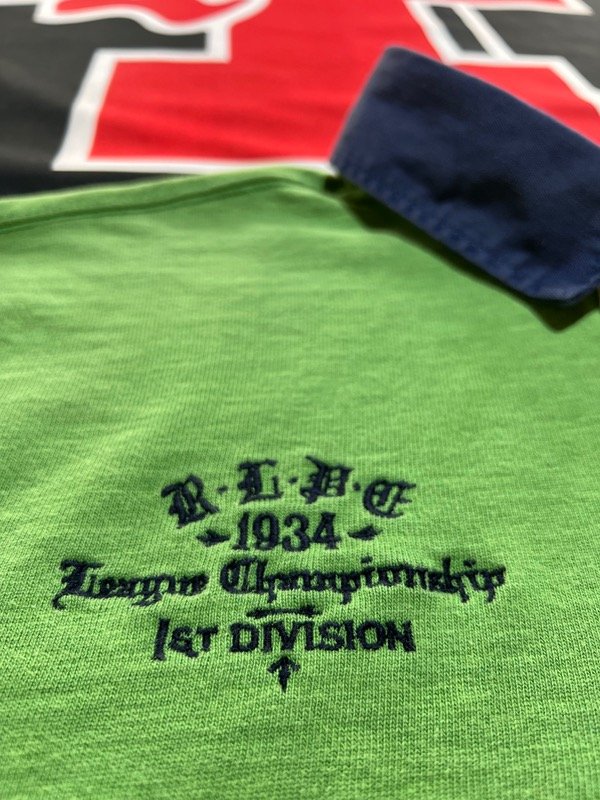 R·L·P·C
1934
League Championship
1ST DIVISION